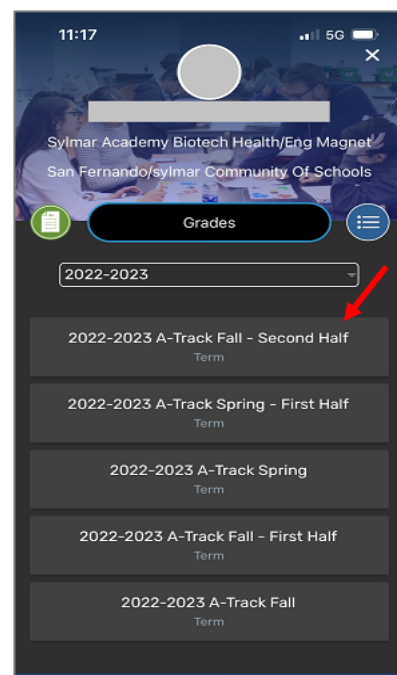 11:17
5G
Sylmar Academy Biotech Health/Eng Magnet
San Fernando/sylmar Community Of Schools
Grades
2022-2023
2022-2023 A-Track Fall - Second Half
Term
2022-2023 A-Track Spring - First Half
Term
2022-2023 A-Track Spring
Term
2022-2023 A-Track Fall - First Half
Term
2022-2023 A-Track Fall
Term